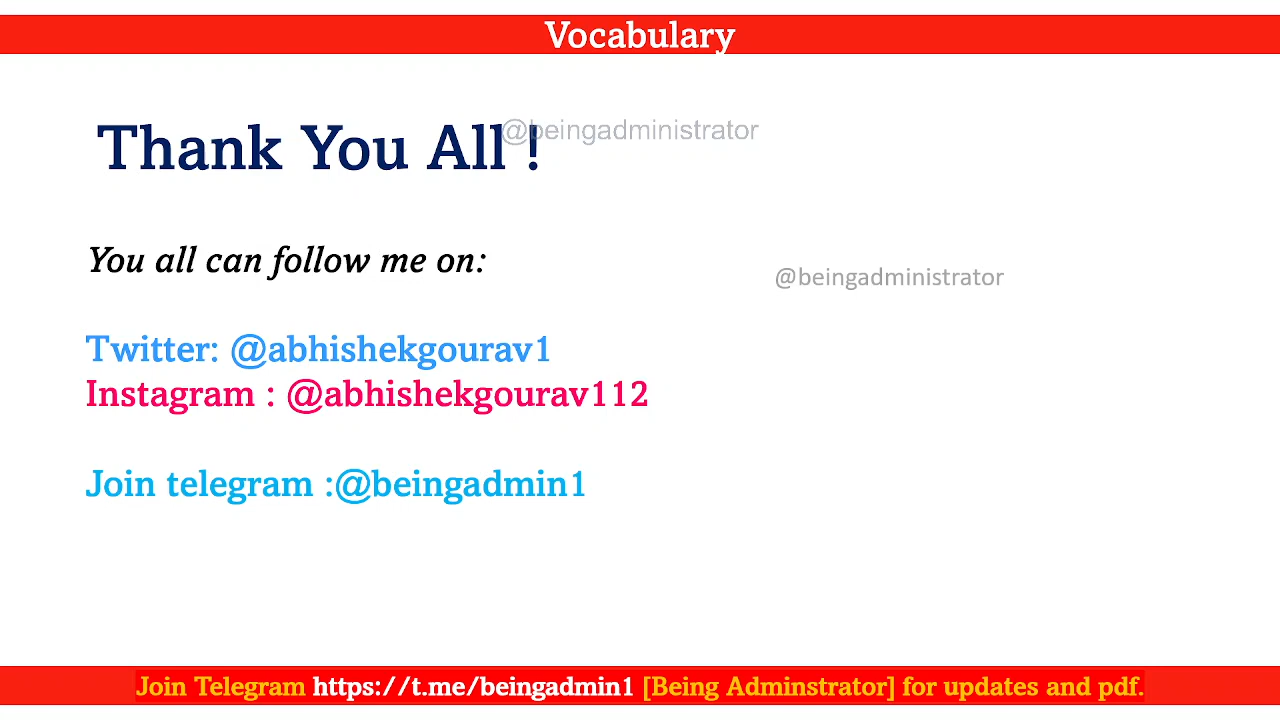 Vocabulary
Thank You All !
@beingadministrator
You all can follow me on:
@beingadministrator
Twitter: @abhishekgourav1
Instagram : @abhishekgourav112
Join telegram :@beingadmin1
Join Telegram https://t.me/beingadmin1 [Being Adminstrator] for updates and pdf.